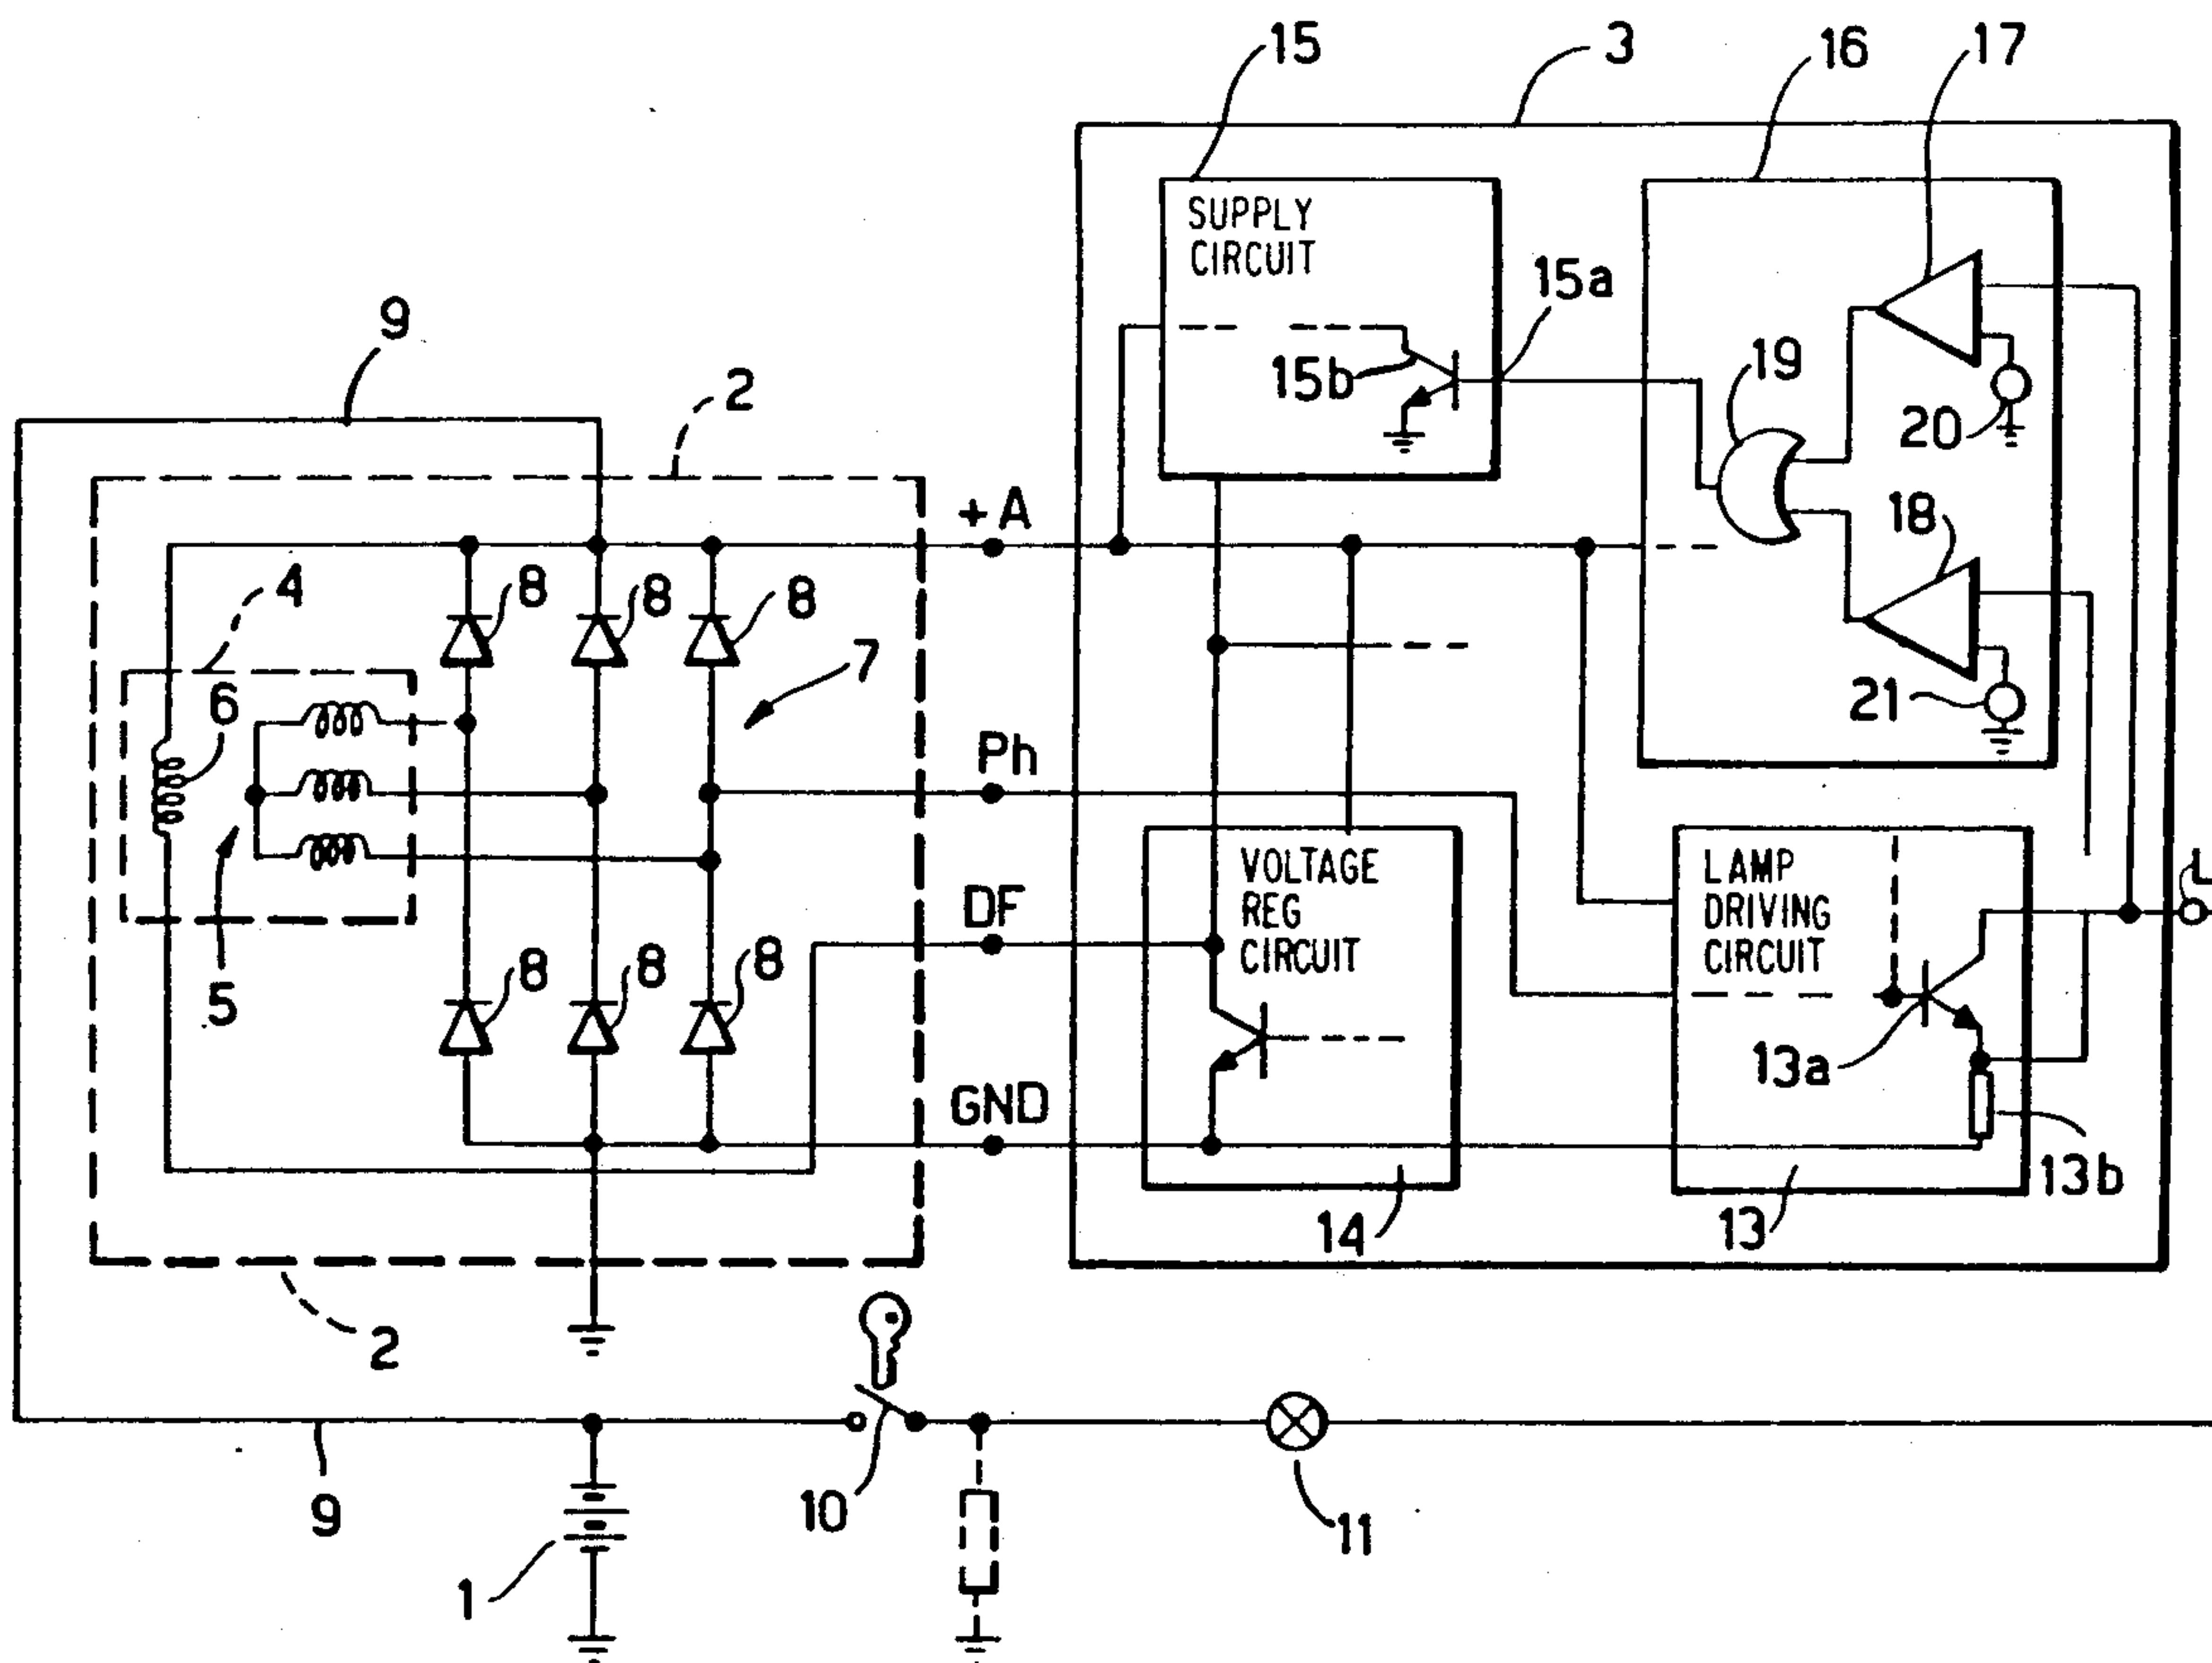 15
3
16
17
SUPPLY
CIRCUIT
15a
9
15b
19
2
20
+A
18
4
8
8
8
7
6
21
Ph
VOLTAGE
REG
CIRCUIT
LAMP
DRIVING
CIRCUIT
L
DF
5
8
8
8
13a
GND
13b
14
13
2
9
10
11
1